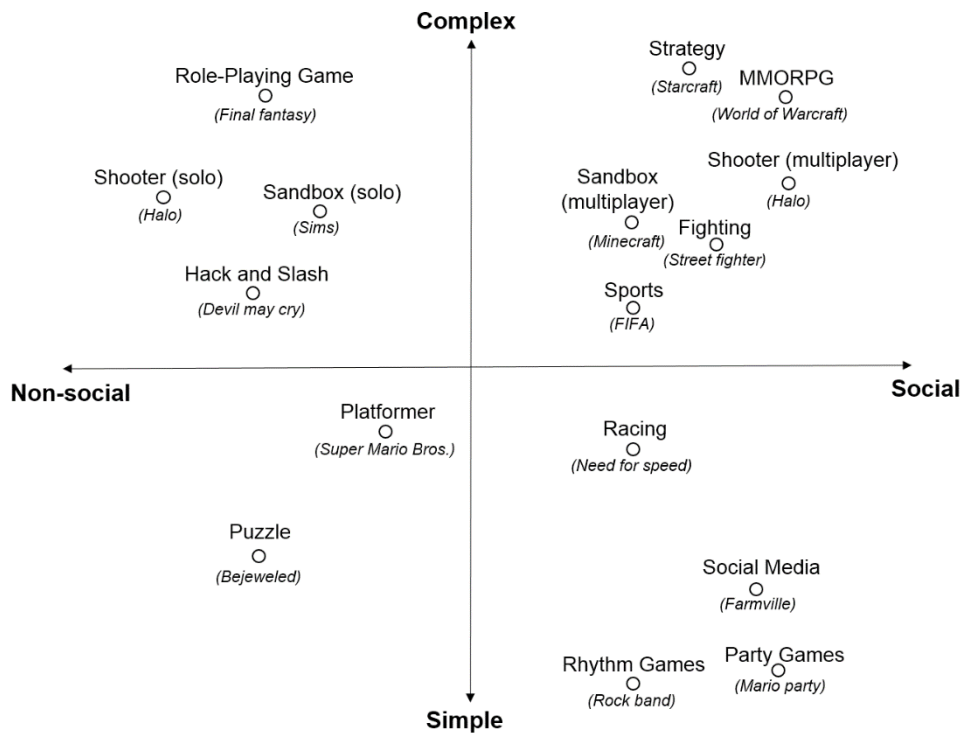 Complex
Strategy
(Starcraft)
Role-Playing Game
(Final fantasy)
MMORPG
(World of Warcraft)
Shooter (multiplayer)
(Halo)
Shooter (solo)
(Halo)
Sandbox (solo)
(Sims)
Sandbox
(multiplayer)
(Minecraft)
Fighting
(Street fighter)
Hack and Slash
(Devil may cry)
Sports
(FIFA)
Non-social
Social
Platformer
(Super Mario Bros.)
Racing
(Need for speed)
Puzzle
(Bejeweled)
Social Media
(Farmville)
Rhythm Games
(Rock band)
Party Games
(Mario party)
Simple